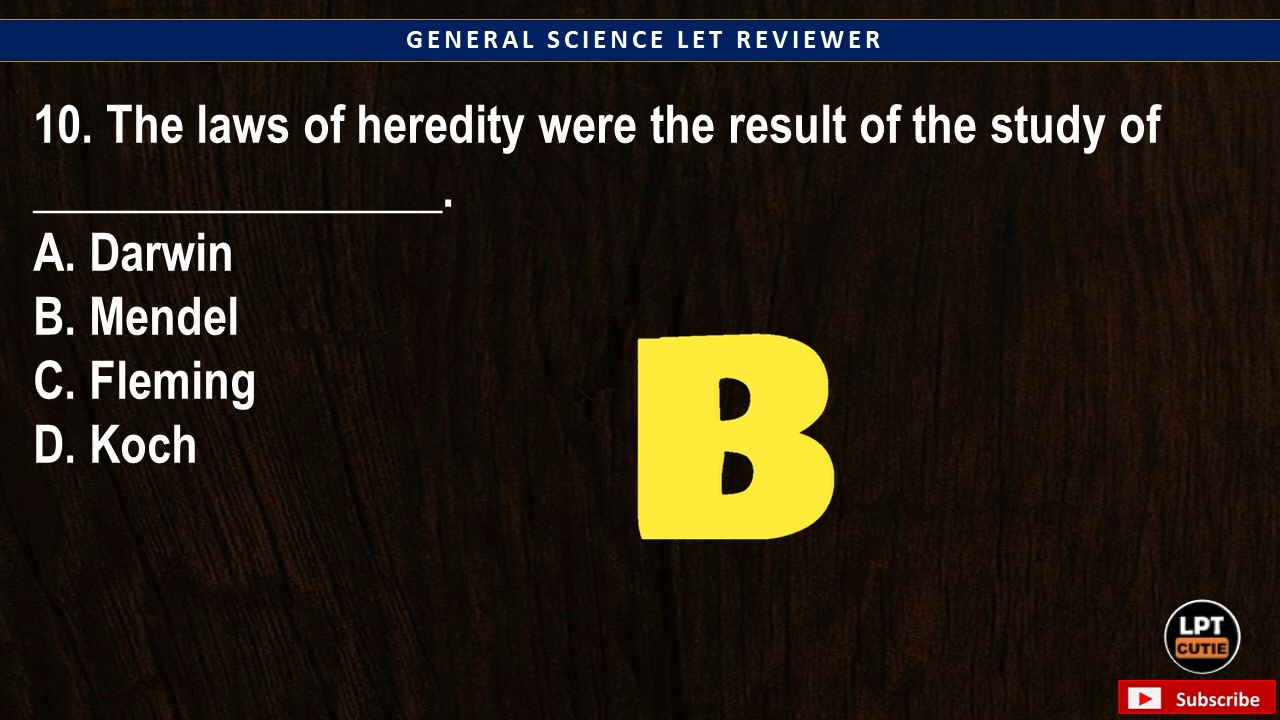 GENERAL SCIENCE LET REVIEWER
10. The laws of heredity were the result of the study of
_________________.
A. Darwin
B. Mendel
C. Fleming
D. Koch
B
LPT
CUTIE
Subscribe